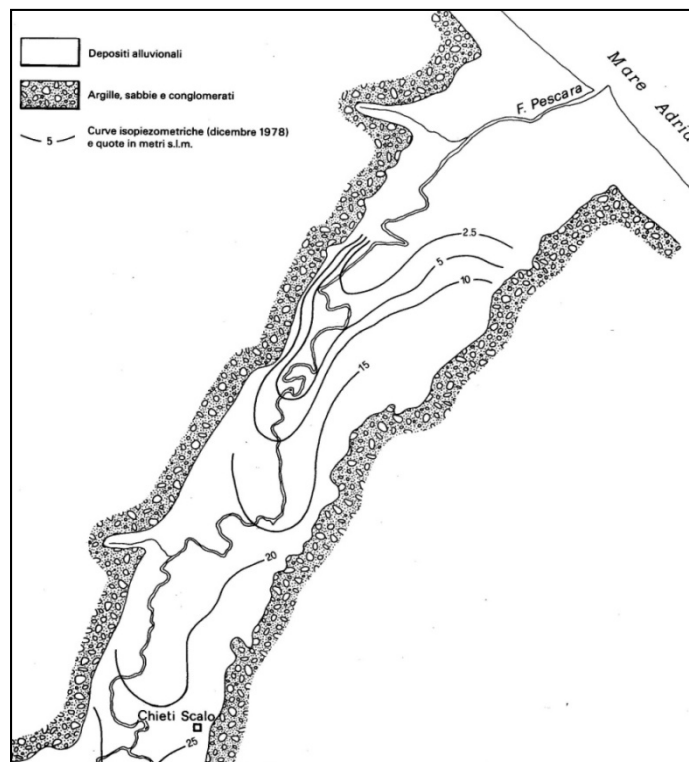 Depositi alluvionali
Argille, sabbie e conglomerati
5
Curve isopiezometriche (dicembre 1978)
e quote in metri s.l.m.
F. Pescara
Mare Adria
2.5
5
10
15
20
Chieti Scalo
25